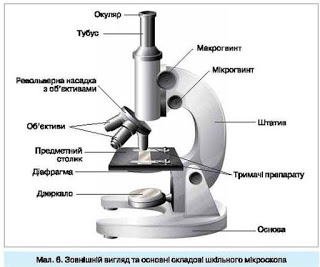 Окуляр
Тубус
Макрогвинт
Мікрогвинт
Револьверна насадка
з об'єктивами
Об'єктиви
Штатив
Предметний
столик
Діафрагма
Тримачі препарату
Дзеркало
Основа
Мал. 6. Зовнішній вигляд та основні складові шкільного мікроскопа